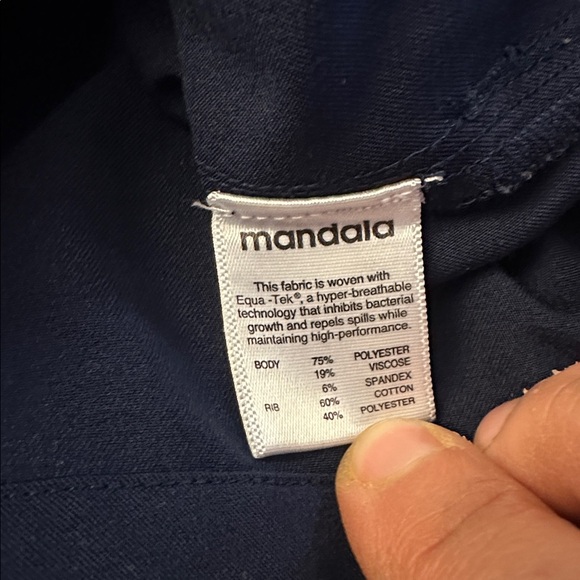 mandala
This fabric is woven with
Equa -Tek®, a hyper-breathable
technology that inhibits bacterial
growth and repels spills while
maintaining high-performance.
BODY 75% POLYESTER
19% VISCOSE
6% SPANDEX
RIB 60% COTTON
40% POLYESTER